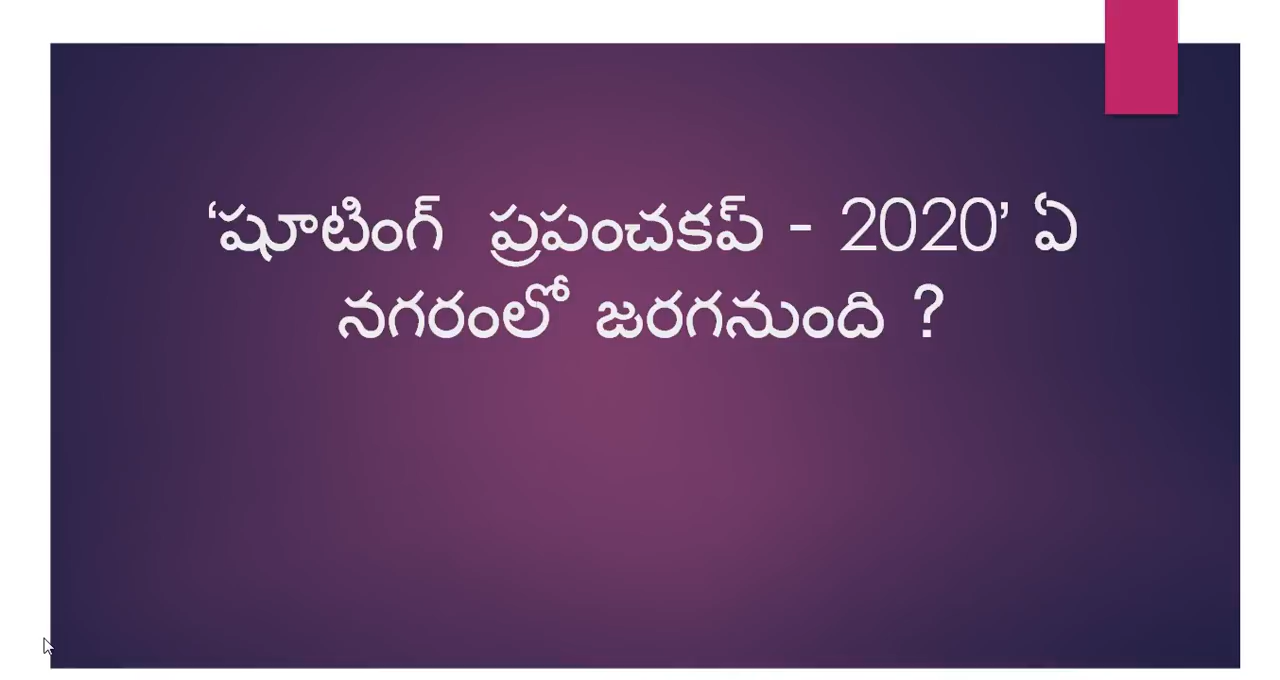 ‘షూటింగ్ ప్రపంచకప్ - 2020’ ఏ
నగరంలో జరగనుంది ?